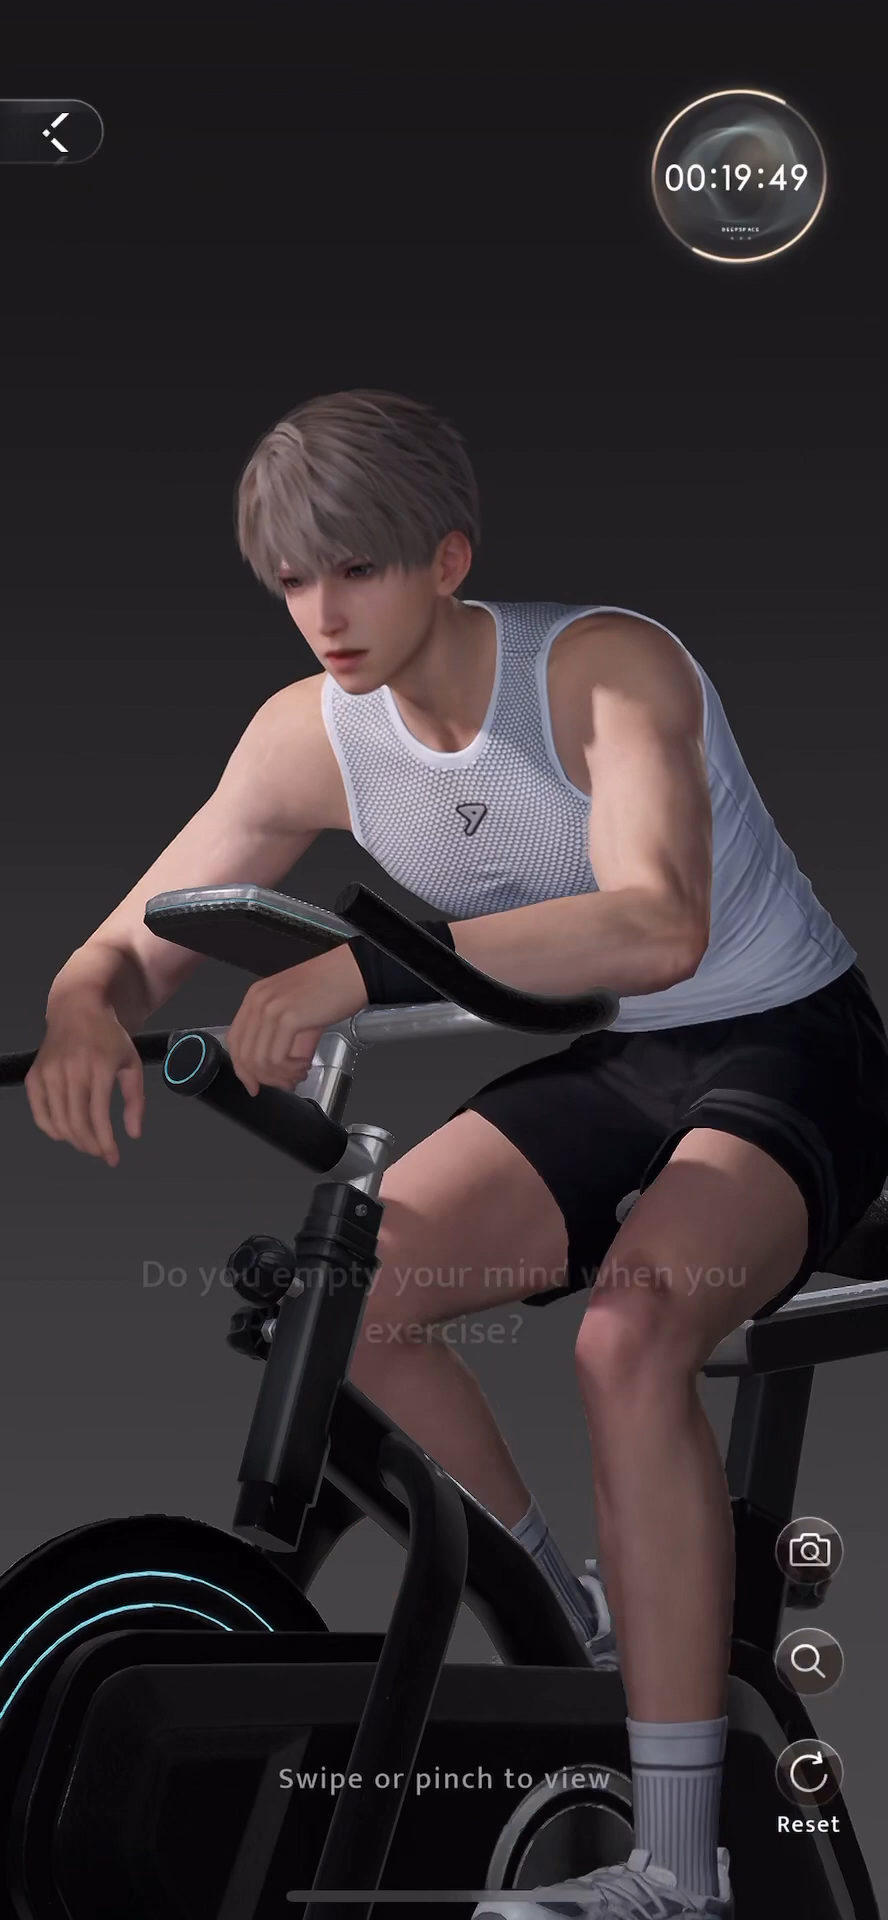 00:19:49
DEEPSPACE
Do you empty your mind when you
exercise?
Swipe or pinch to view
Reset